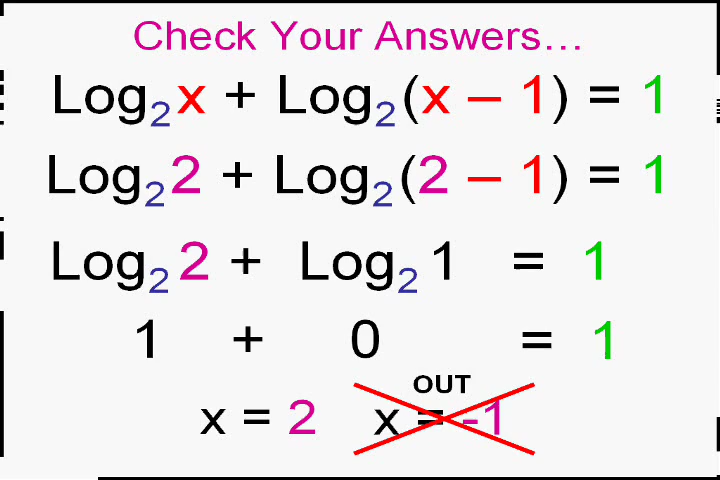 Check Your Answers...
Log₂x + Log₂(x – 1) = 1
Log₂2 + Log₂(2 – 1) = 1
Log₂2 + Log₂1 = 1
1 + 0 = 1
OUT
x = 2 x = -1